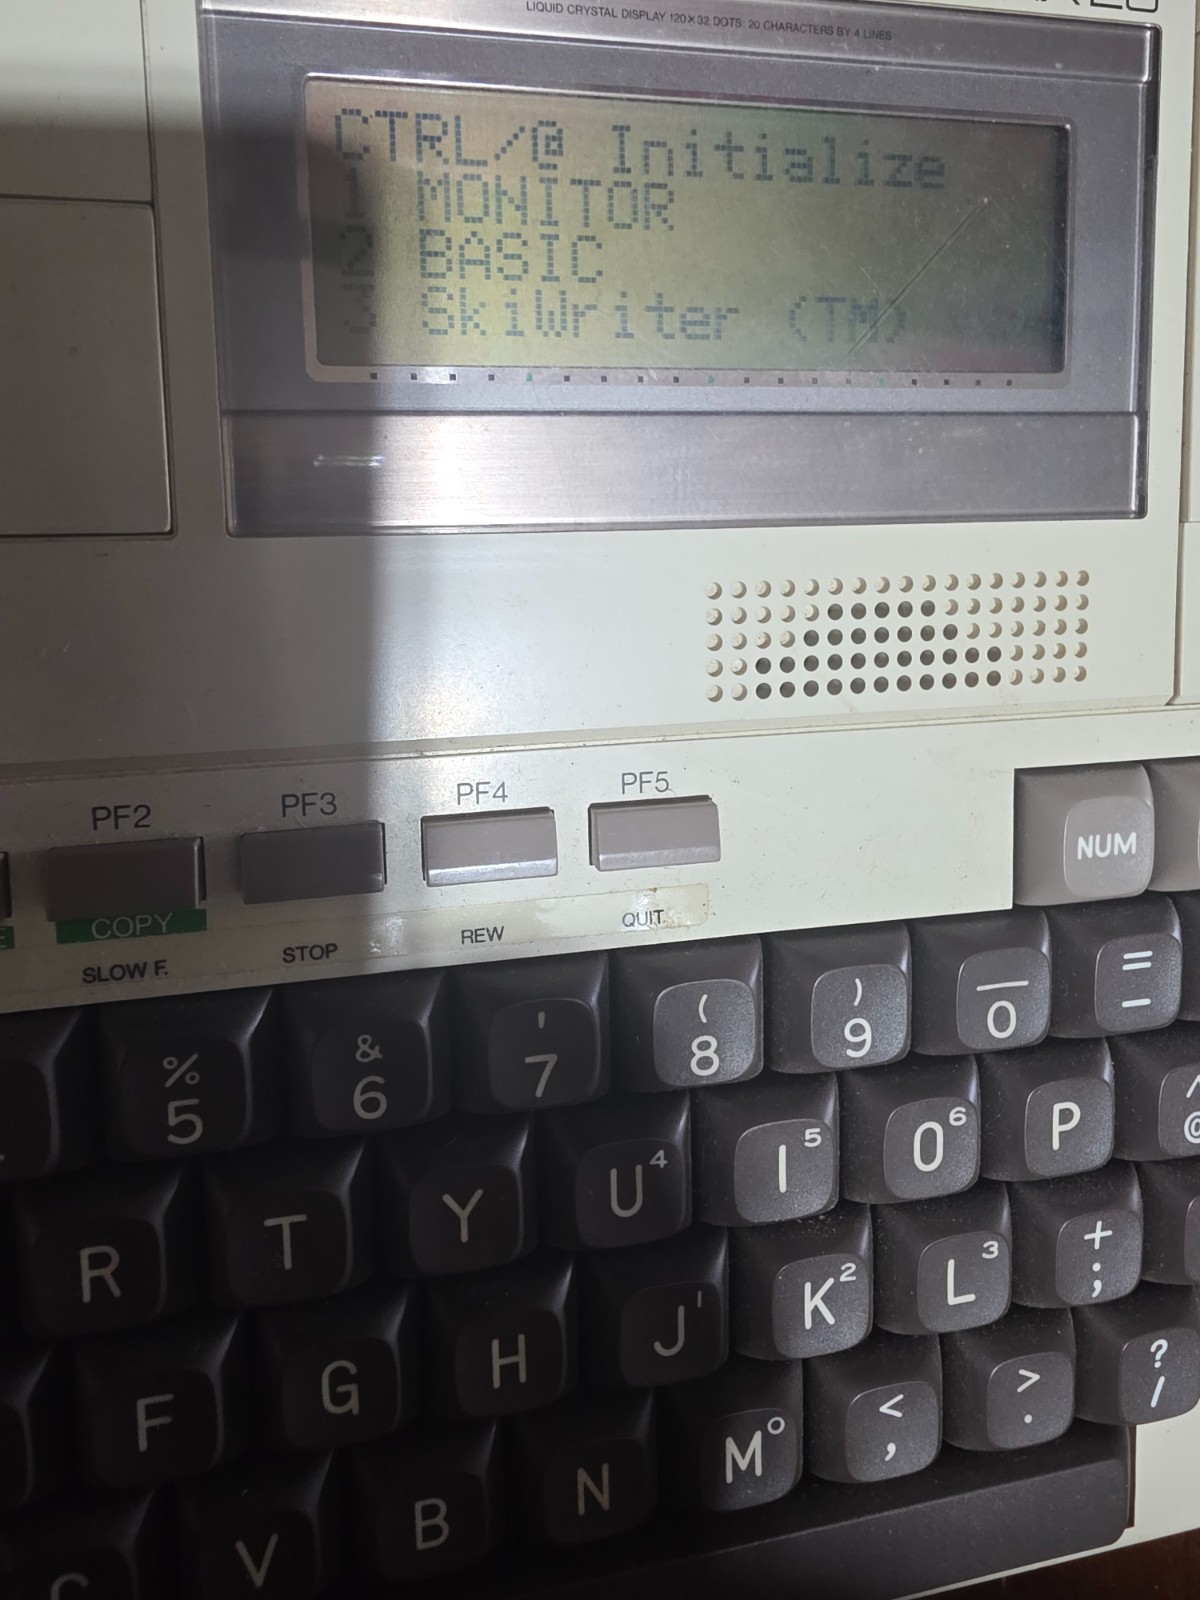 LIQUID CRYSTAL DISPLAY 120×32 DOTS: 20 CHARACTERS BY 4 LINES
CTRL/@ Initialize
1 MONITOR
2 BASIC
3 SkiWriter (TM)
PF2 PF3 PF4 PF5
COPY
SLOW F. STOP REW QUIT
NUM
% 5 & 6 ' 7 ( 8 ) 9 _ 0 = -
R T Y U 4 I 5 O 6 P ^ @
F G H J 1 K 2 L 3 + ;
C V B N M 0 < , > . ? /